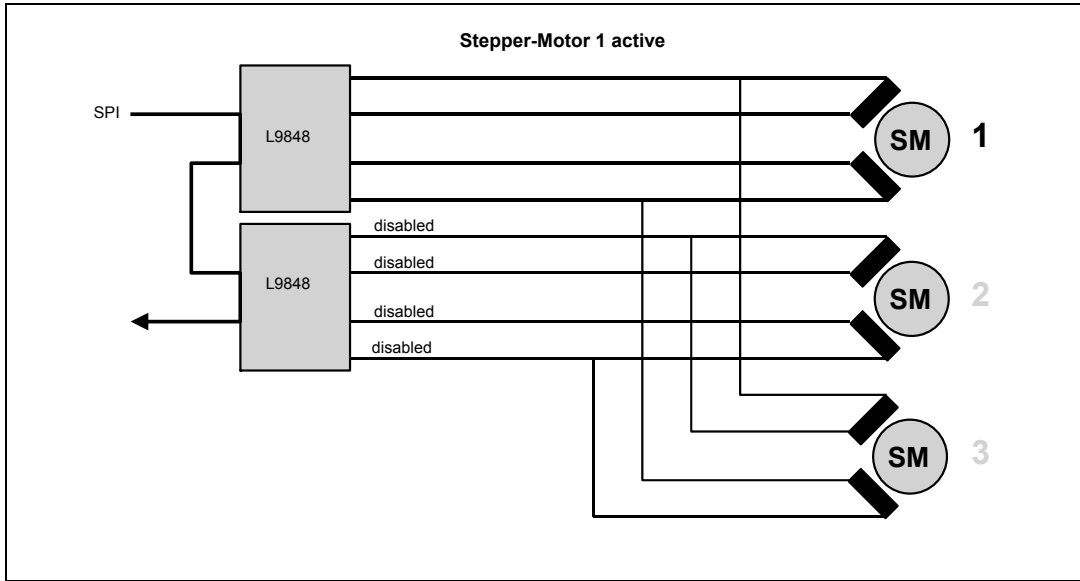 Stepper-Motor 1 active
SPI
L9848
SM
1
disabled
disabled
L9848
SM
2
disabled
disabled
SM
3